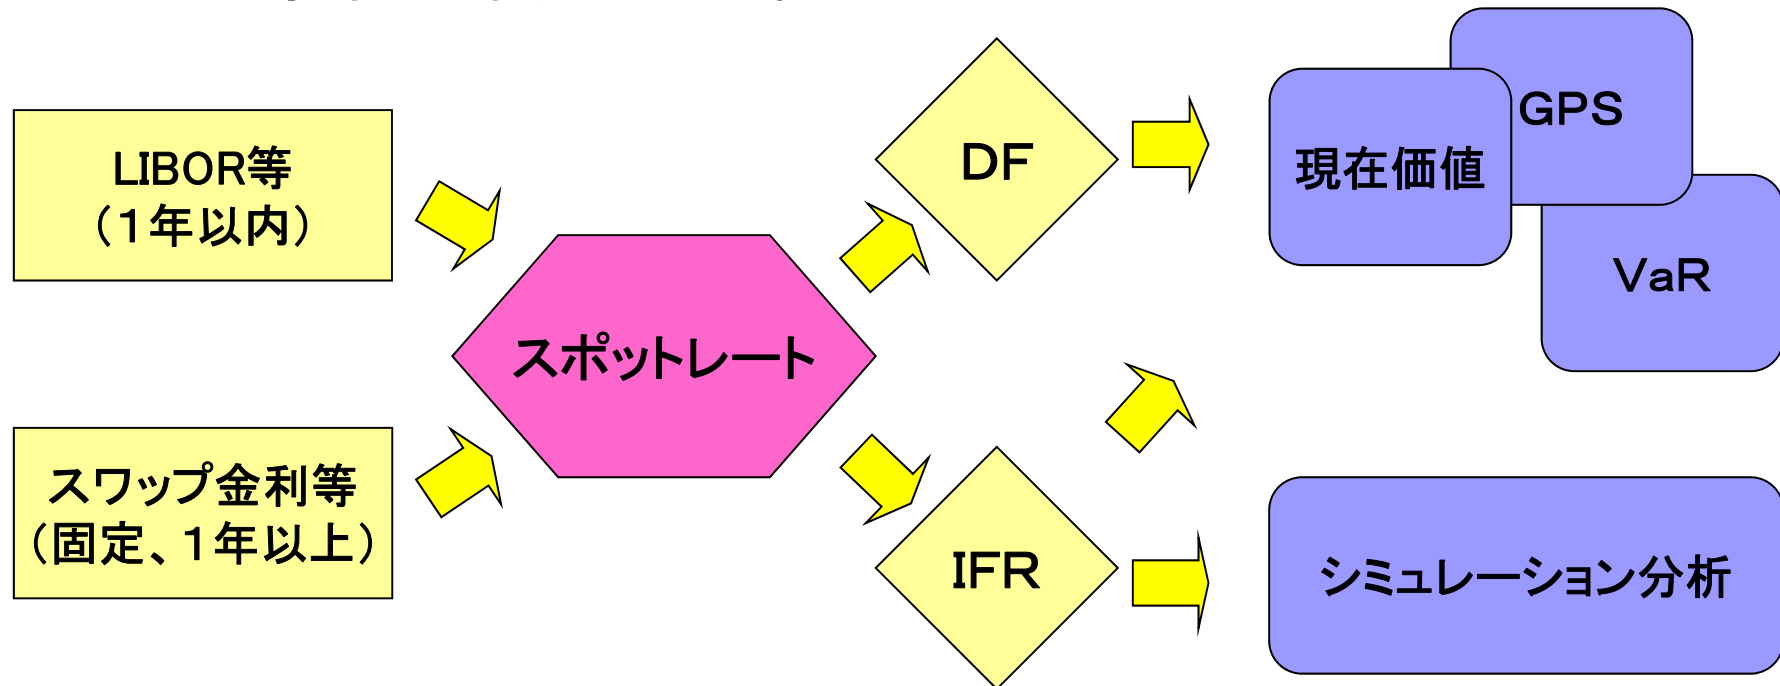 LIBOR等
（１年以内）
スワップ金利等
（固定、１年以上）
スポットレート
DF
IFR
現在価値
GPS
VaR
シミュレーション分析